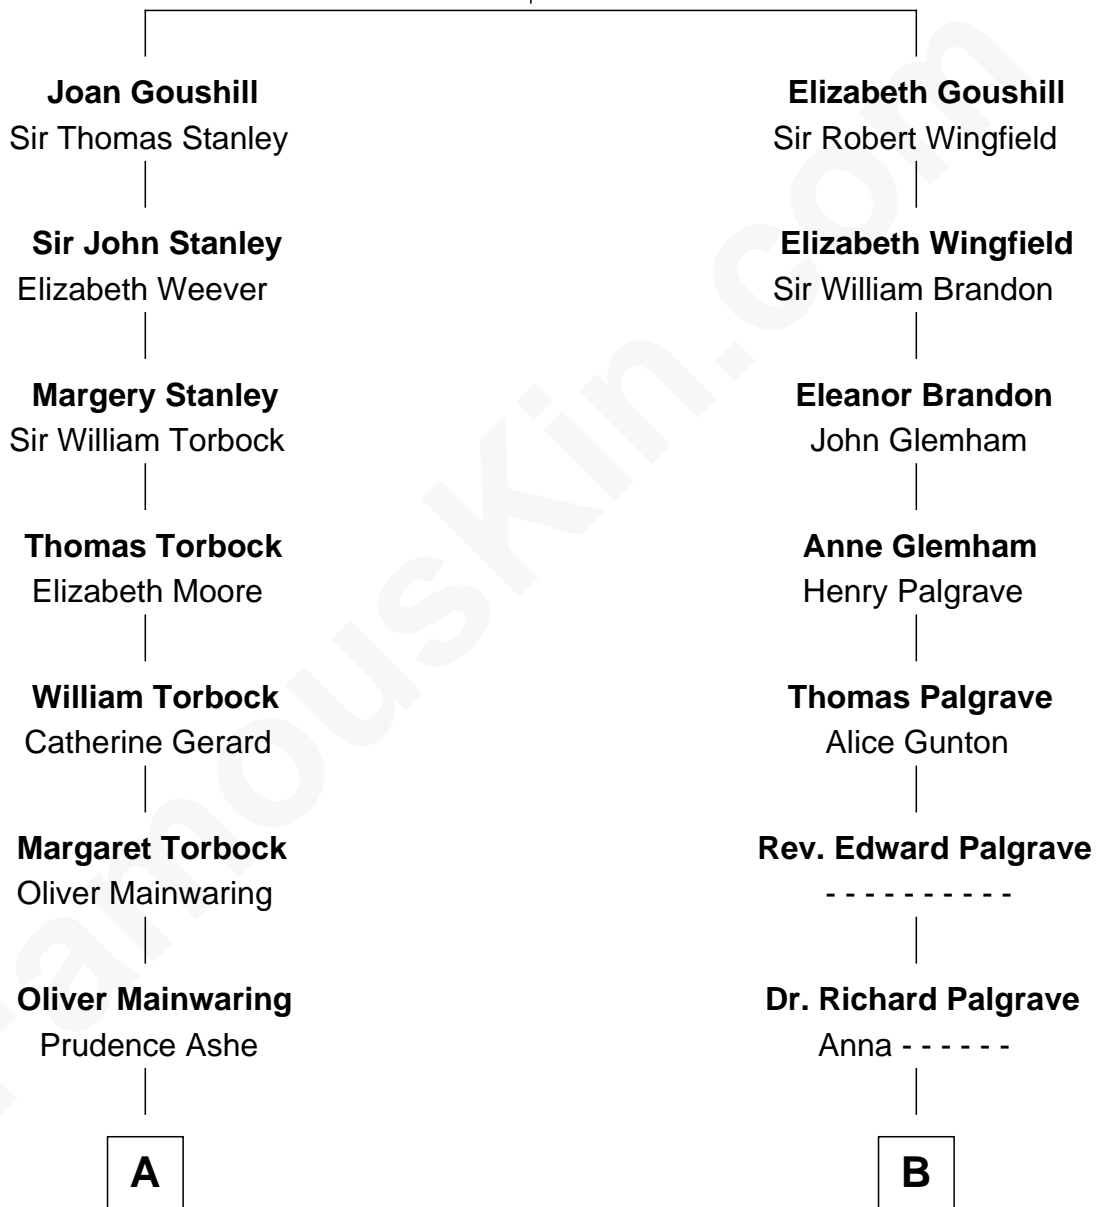 Joan Goushill
Sir Thomas Stanley
Sir John Stanley
Elizabeth Weever
Margery Stanley
Sir William Torbock
Thomas Torbock
Elizabeth Moore
William Torbock
Catherine Gerard
Margaret Torbock
Oliver Mainwaring
Oliver Mainwaring
Prudence Ashe
A
Elizabeth Goushill
Sir Robert Wingfield
Elizabeth Wingfield
Sir William Brandon
Eleanor Brandon
John Glemham
Anne Glemham
Henry Palgrave
Thomas Palgrave
Alice Gunton
Rev. Edward Palgrave
- - - - - - - - - -
Dr. Richard Palgrave
Anna - - - - - -
B
FamousKin.com